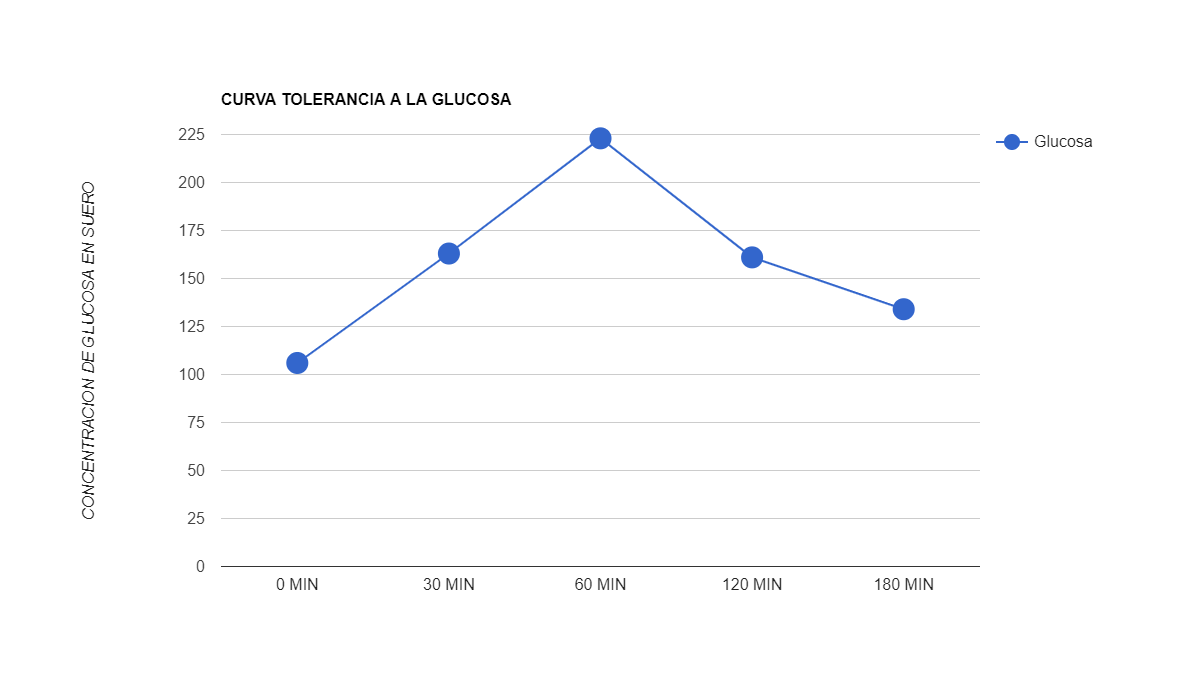 CURVA TOLERANCIA A LA GLUCOSA
Glucosa
CONCENTRACION DE GLUCOSA EN SUERO
225
200
175
150
125
100
75
50
25
0
0 MIN
30 MIN
60 MIN
120 MIN
180 MIN